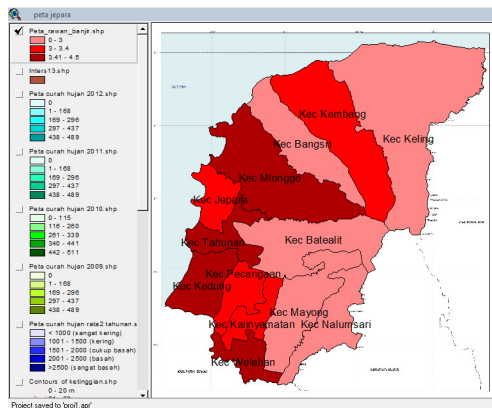 peta jepara
Peta_rawan_banjir.shp
0 - 3
3 - 3.4
3.41 - 4.5
Inters13.shp
Peta curah hujan 2012.shp
0
1 - 168
169 - 296
297 - 437
438 - 489
Peta curah hujan 2011.shp
0
1 - 168
169 - 296
297 - 437
438 - 489
Peta curah hujan 2010.shp
0 - 115
116 - 260
261 - 339
340 - 441
442 - 511
Peta curah hujan 2009.shp
0
1 - 168
169 - 296
297 - 437
438 - 489
Peta curah hujan rata2 tahunan.s
< 1000 (sangat kering)
1001 - 1500 (kering)
1501 - 2000 (cukup basah)
2001 - 2500 (basah)
>2500 (sangat basah)
Contours of ketinggian.shp
0 - 20 m
Kec Kembang
Kec Keling
Kec Bangsri
Kec Mlonggo
Kec Jepara
Kec Tahunan
Kec Batealit
Kec Pecangaan
Kec Kedung
Kec Mayong
Kec Kalinyamatan
Kec Nalumsari
Kec Welahan
Project saved to 'proj1.apr'